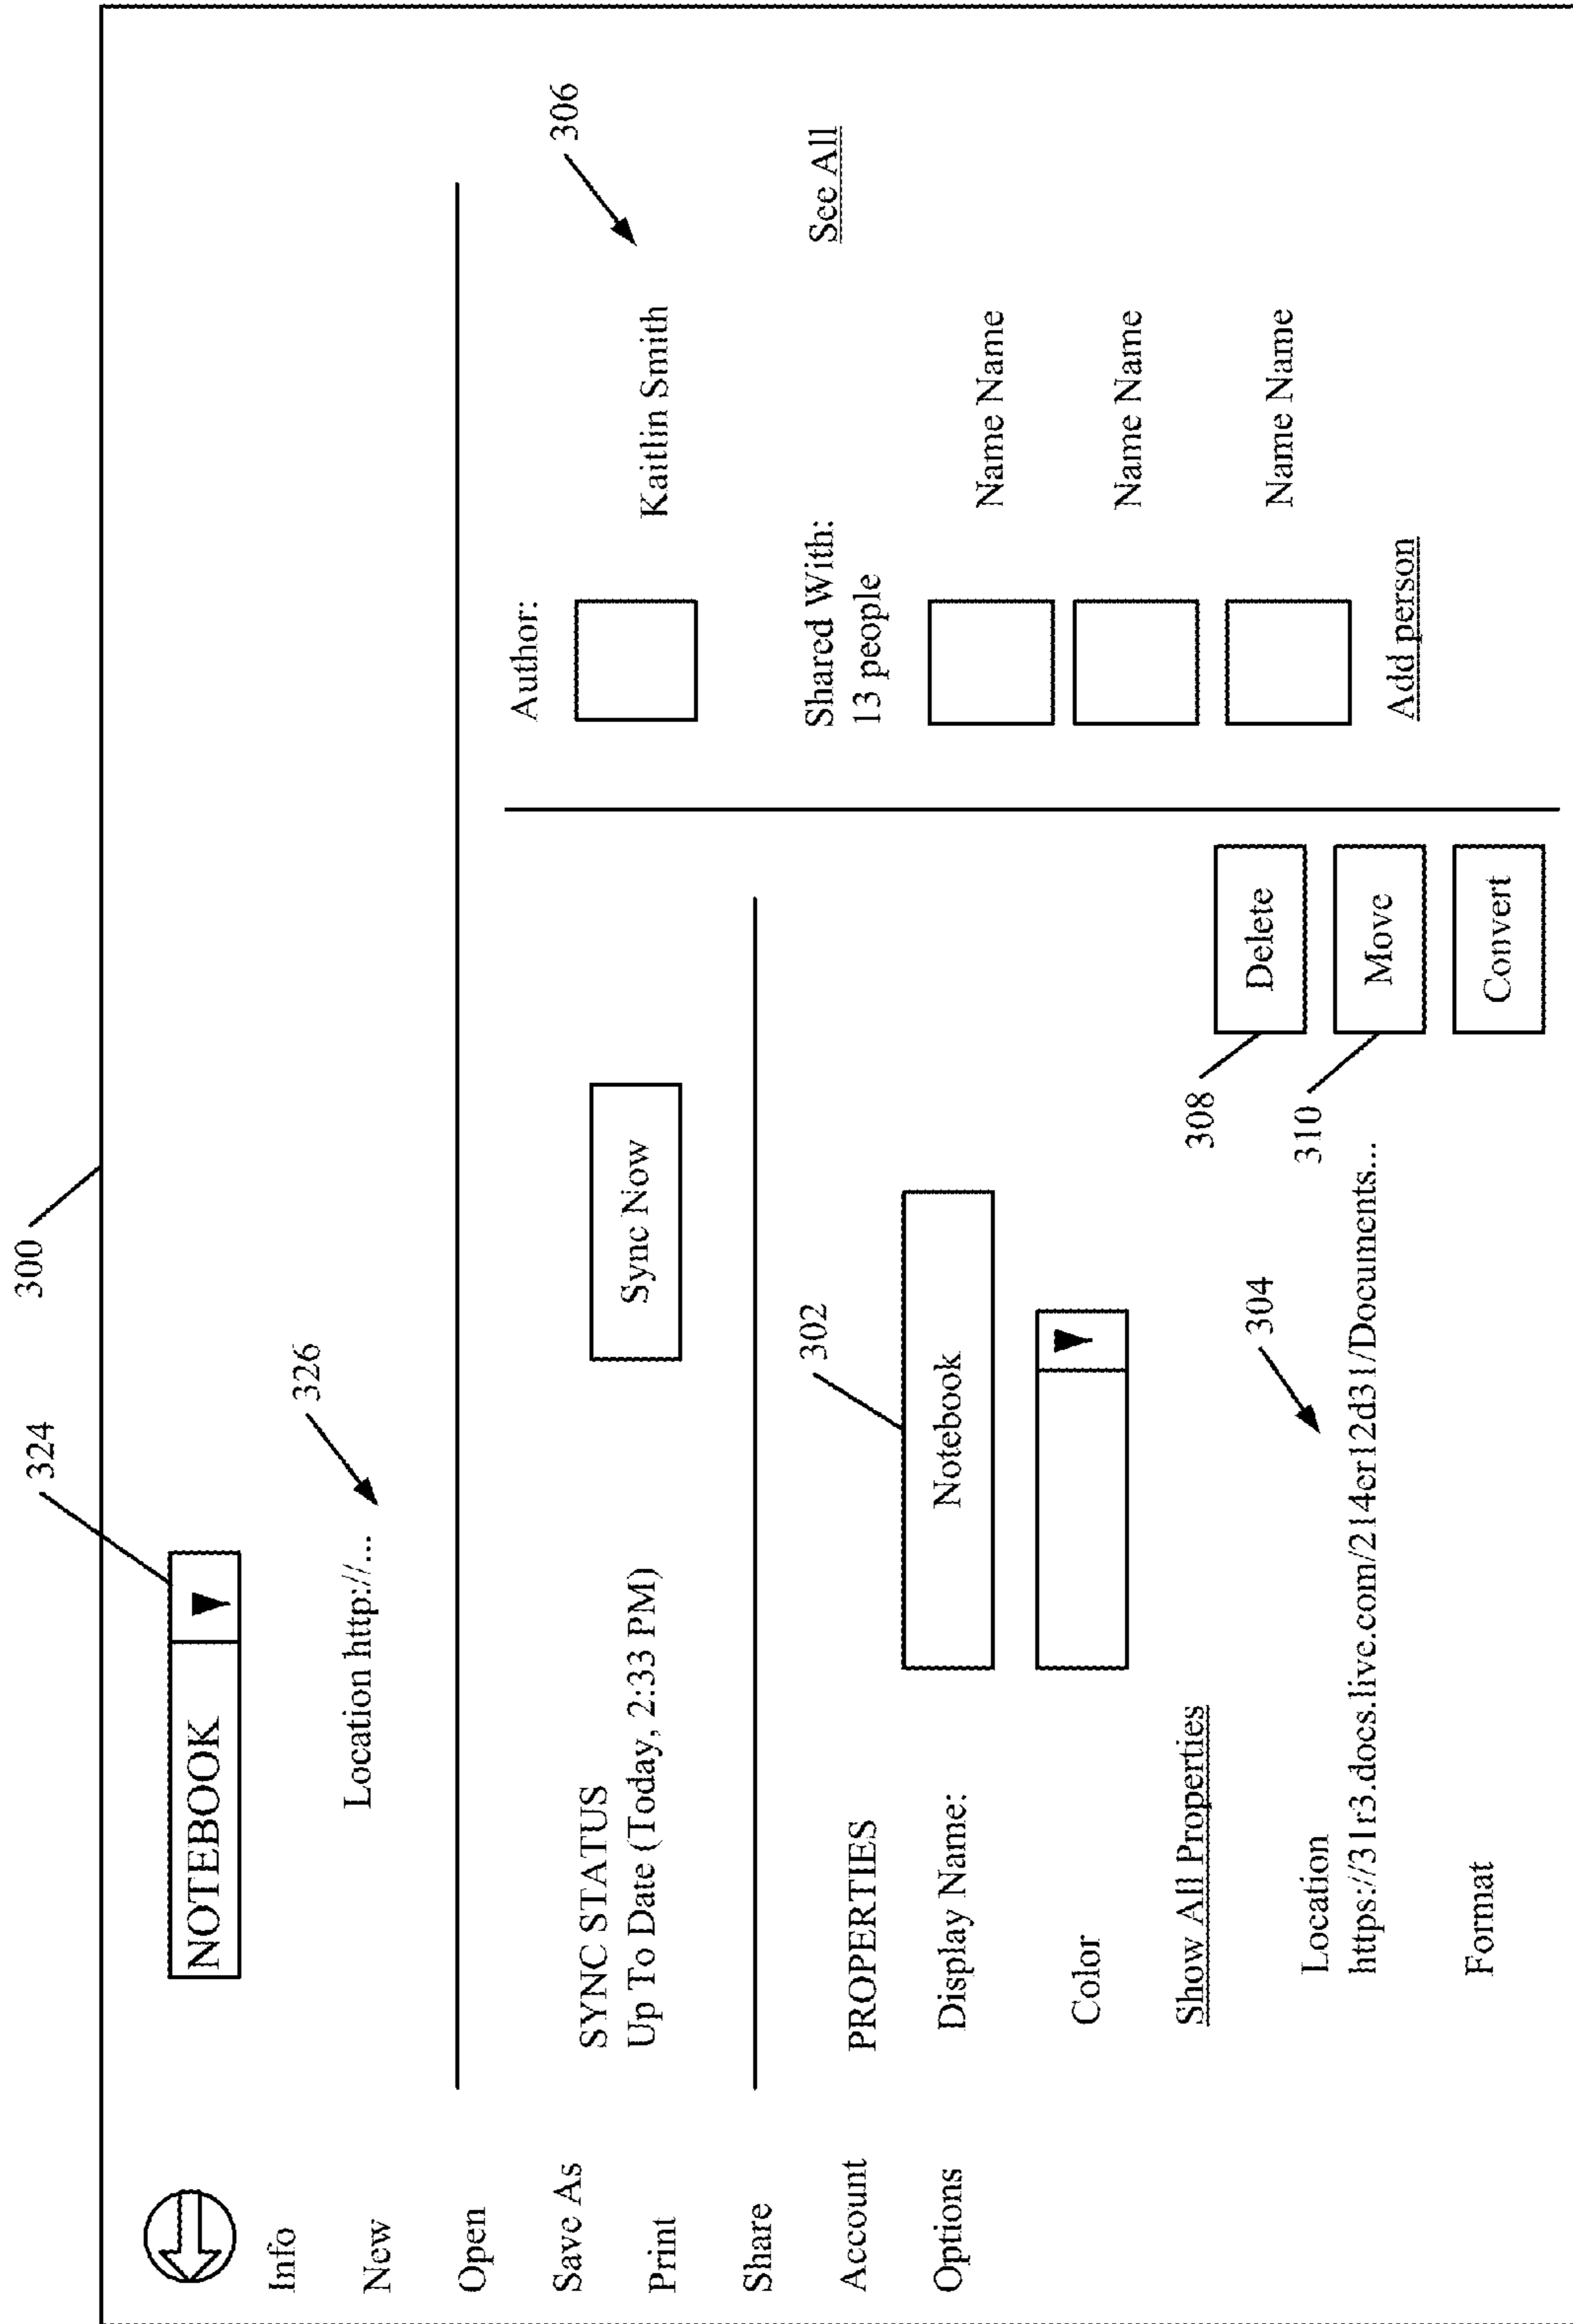 300
324
NOTEBOOK
326
Location http://...
Info
New
Open
Save As
Print
Share
Account
Options
SYNC STATUS
Up To Date (Today, 2:33 PM)
Sync Now
PROPERTIES
302
Display Name:
Notebook
Color
Show All Properties
304
Location
https://31r3.docs.live.com/214er12d31/Documents...
Format
308
Delete
310
Move
Convert
Author:
306
Kaitlin Smith
Shared With:
13 people
See All
Name Name
Name Name
Name Name
Add person